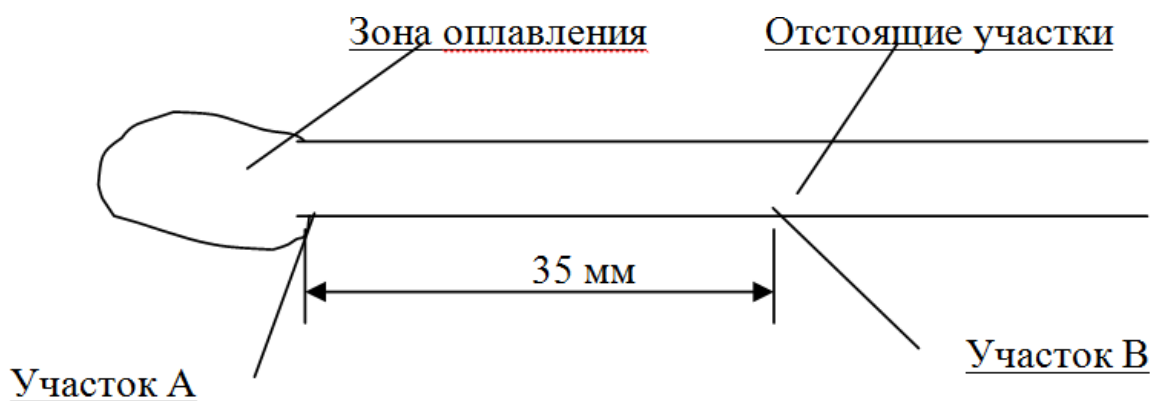 Зона оплавления
Отстоящие участки
35 мм
Участок В
Участок А